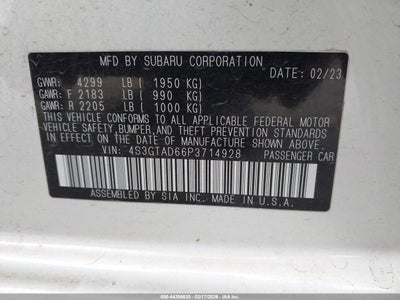 MFD BY SUBARU CORPORATION
DATE: 02/23
GVWR: 4299 LB ( 1950 KG)
GAWR: F 2183 LB ( 990 KG)
GAWR: R 2205 LB ( 1000 KG)
THIS VEHICLE CONFORMS TO ALL APPLICABLE FEDERAL MOTOR
VEHICLE SAFETY, BUMPER, AND THEFT PREVENTION STANDARDS
IN EFFECT ON THE DATE OF MANUFACTURE SHOWN ABOVE.
VIN: 4S3GTAD66P3714928 PASSENGER CAR
ASSEMBLED BY SIA INC. MADE IN U.S.A.